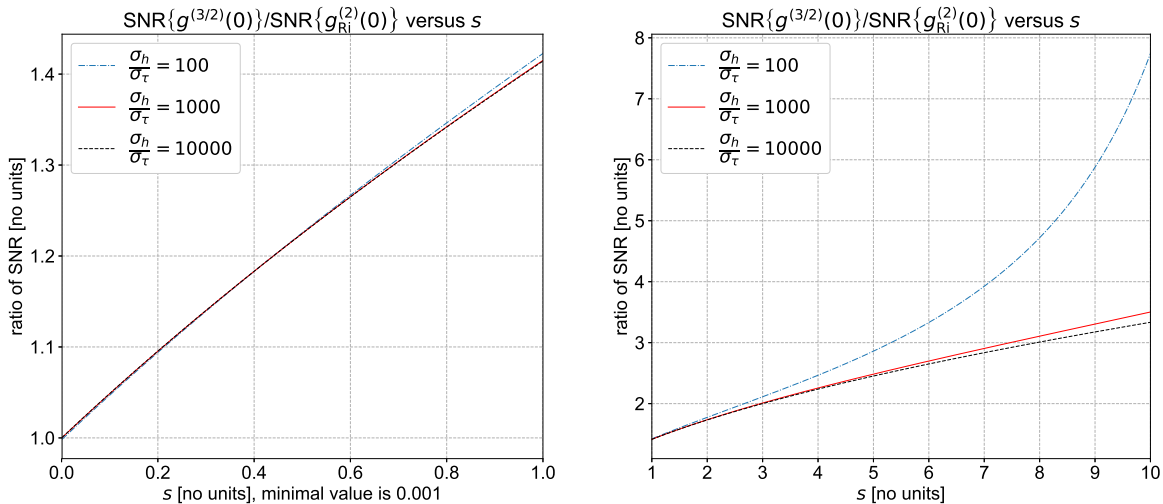 SNR{g^(3/2)(0)}/SNR{g_Ri^(2)(0)} versus s
ratio of SNR [no units]
1.4
1.3
1.2
1.1
1.0
σ_h/σ_τ = 100
σ_h/σ_τ = 1000
σ_h/σ_τ = 10000
0.0 0.2 0.4 0.6 0.8 1.0
s [no units], minimal value is 0.001
SNR{g^(3/2)(0)}/SNR{g_Ri^(2)(0)} versus s
ratio of SNR [no units]
8
7
6
5
4
3
2
σ_h/σ_τ = 100
σ_h/σ_τ = 1000
σ_h/σ_τ = 10000
1 2 3 4 5 6 7 8 9 10
s [no units]